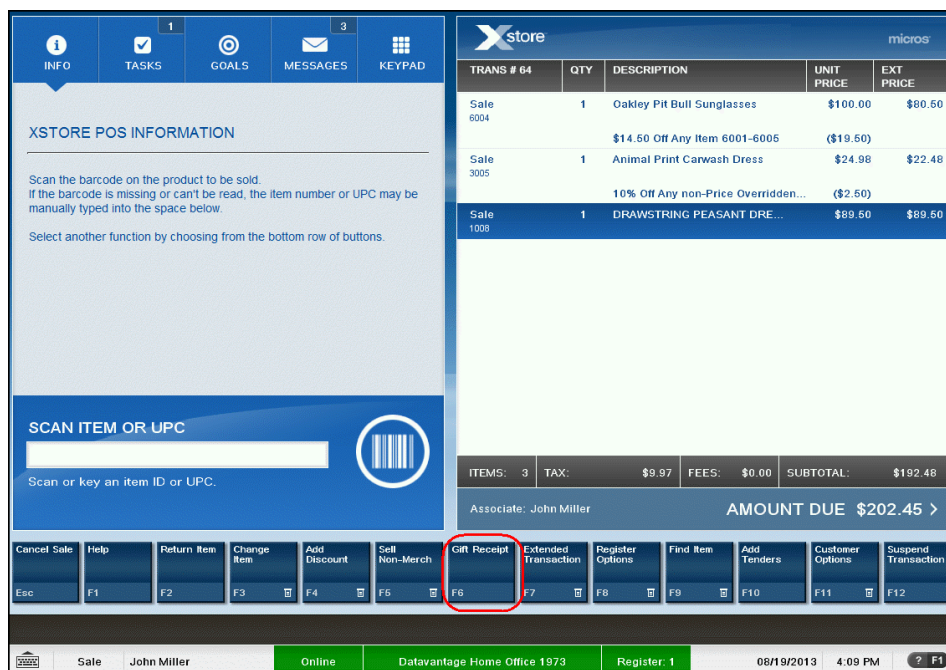 1
3
INFO
TASKS
GOALS
MESSAGES
KEYPAD
XSTORE POS INFORMATION
Scan the barcode on the product to be sold.
If the barcode is missing or can't be read, the item number or UPC may be
manually typed into the space below.
Select another function by choosing from the bottom row of buttons.
SCAN ITEM OR UPC
Scan or key an item ID or UPC.
Xstore
micros
TRANS # 64 QTY DESCRIPTION UNIT PRICE EXT PRICE
Sale 1 Oakley Pit Bull Sunglasses $100.00 $80.50
6004
$14.50 Off Any Item 6001-6005 ($19.50)
Sale 1 Animal Print Carwash Dress $24.98 $22.48
3005
10% Off Any non-Price Overridden... ($2.50)
Sale 1 DRAWSTRING PEASANT DRE... $89.50 $89.50
1008
ITEMS: 3 TAX: $9.97 FEES: $0.00 SUBTOTAL: $192.48
Associate: John Miller AMOUNT DUE $202.45 >
Cancel Sale
Esc
Help
F1
Return Item
F2
Change
Item
F3
Add
Discount
F4
Sell
Non-Merch
F5
Gift Receipt
F6
Extended
Transaction
F7
Register
Options
F8
Find Item
F9
Add
Tenders
F10
Customer
Options
F11
Suspend
Transaction
F12
Sale John Miller Online Datavantage Home Office 1973 Register: 1 08/19/2013 4:09 PM ? F1